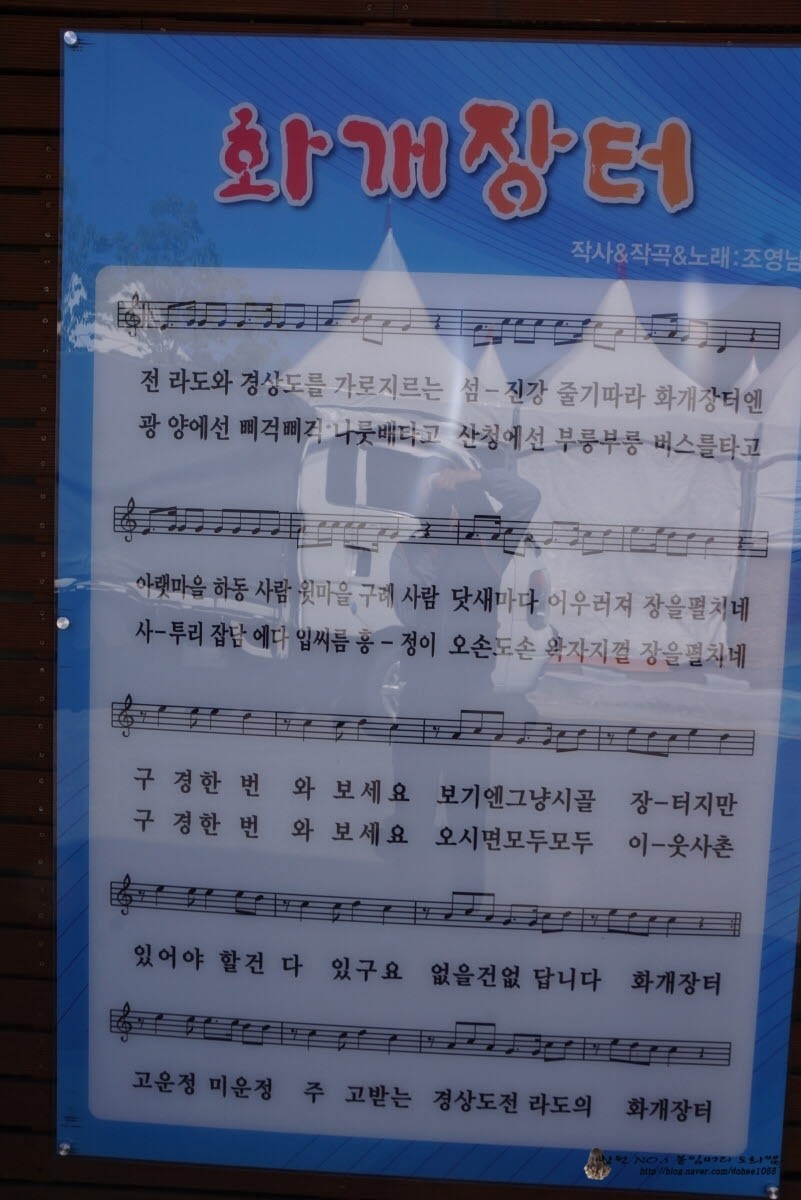 화개장터
작사&작곡&노래:조영남
전 라도와 경상도를 가로지르는 섬-진강 줄기따라 화개장터엔
광 양에선 삐걱삐걱 나룻배타고 산청에선 부릉부릉 버스를타고
아랫마을 하동 사람 윗마을 구례 사람 닷새마다 어우러져 장을펼치네
사-투리 잡담 에다 입씨름 흥-정이 오손도손 왁자지껄 장을펼치네
구 경한 번 와 보세요 보기엔그냥시골 장-터지만
구 경한 번 와 보세요 오시면모두모두 이-웃사촌
있어야 할건 다 있구요 없을건없 답니다 화개장터
고운정 미운정 주 고받는 경상도전 라도의 화개장터
NO.1
http://blog.naver.com/dohee1088